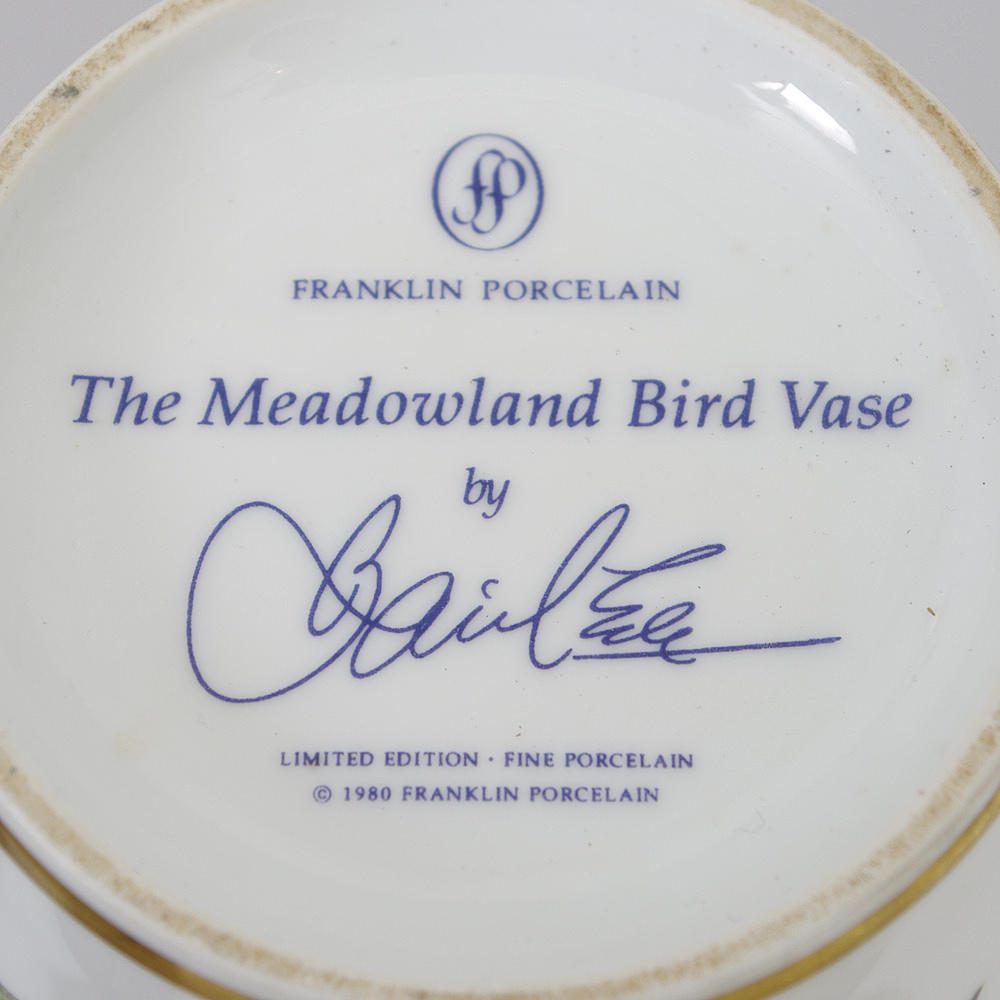 fp
FRANKLIN PORCELAIN
The Meadowland Bird Vase
by
LIMITED EDITION · FINE PORCELAIN
© 1980 FRANKLIN PORCELAIN